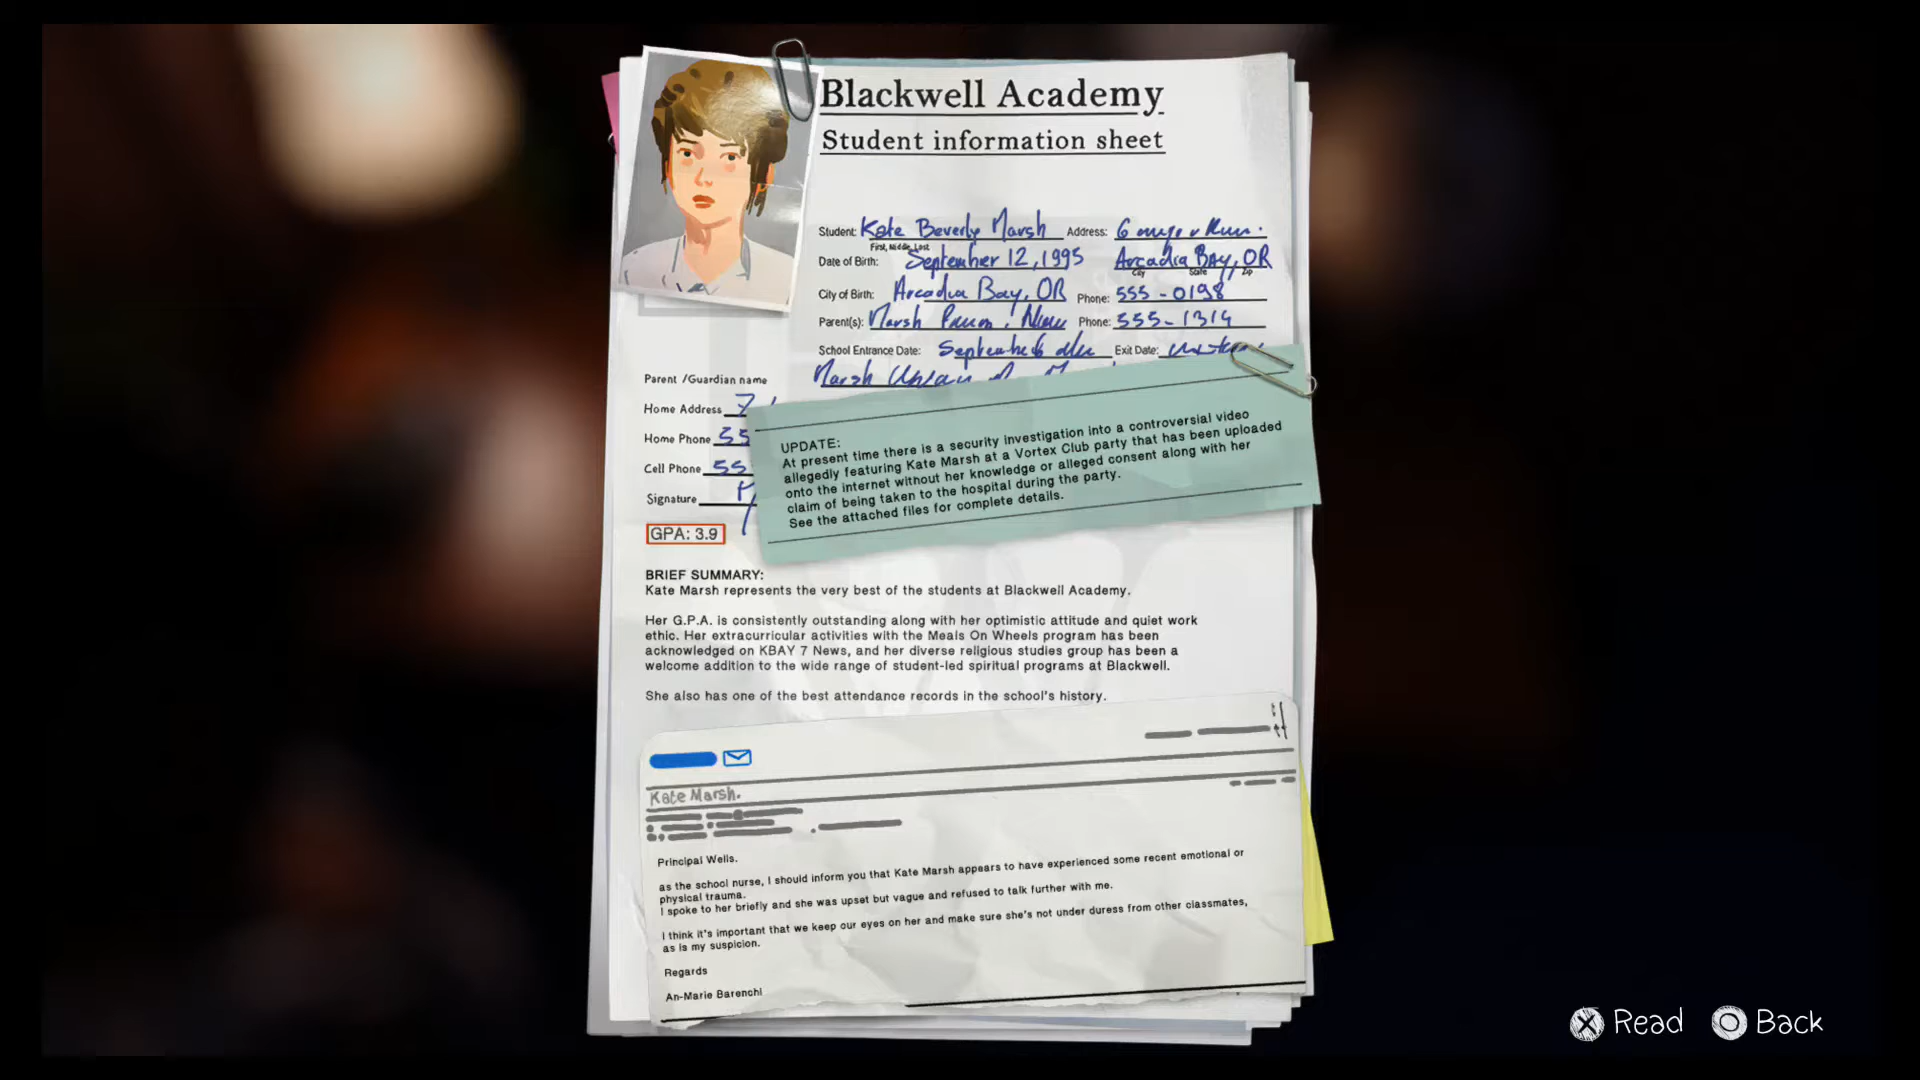 Blackwell Academy
Student information sheet
Student: Kate Beverly Marsh Address: 6
First, Middle, Last
Date of Birth: September 12, 1995 Arcadia Bay, OR
City State Zip
City of Birth: Arcadia Bay, OR Phone: 555-0198
Parent(s): Marsh Phone: 555-1314
School Entrance Date: September Exit Date:
Marsh
Parent /Guardian name
Home Address 7
Home Phone 55
Cell Phone 55
Signature
UPDATE:
At present time there is a security investigation into a controversial video
allegedly featuring Kate Marsh at a Vortex Club party that has been uploaded
onto the internet without her knowledge or alleged consent along with her
claim of being taken to the hospital during the party.
See the attached files for complete details.
GPA: 3.9
BRIEF SUMMARY:
Kate Marsh represents the very best of the students at Blackwell Academy.
Her G.P.A. is consistently outstanding along with her optimistic attitude and quiet work
ethic. Her extracurricular activities with the Meals On Wheels program has been
acknowledged on KBAY 7 News, and her diverse religious studies group has been a
welcome addition to the wide range of student-led spiritual programs at Blackwell.
She also has one of the best attendance records in the school's history.
Kate Marsh.
Principal Wells.
as the school nurse, I should inform you that Kate Marsh appears to have experienced some recent emotional or
physical trauma.
I spoke to her briefly and she was upset but vague and refused to talk further with me.
I think it's important that we keep our eyes on her and make sure she's not under duress from other classmates,
as is my suspicion.
Regards
An-Marie Barenchi
Read Back